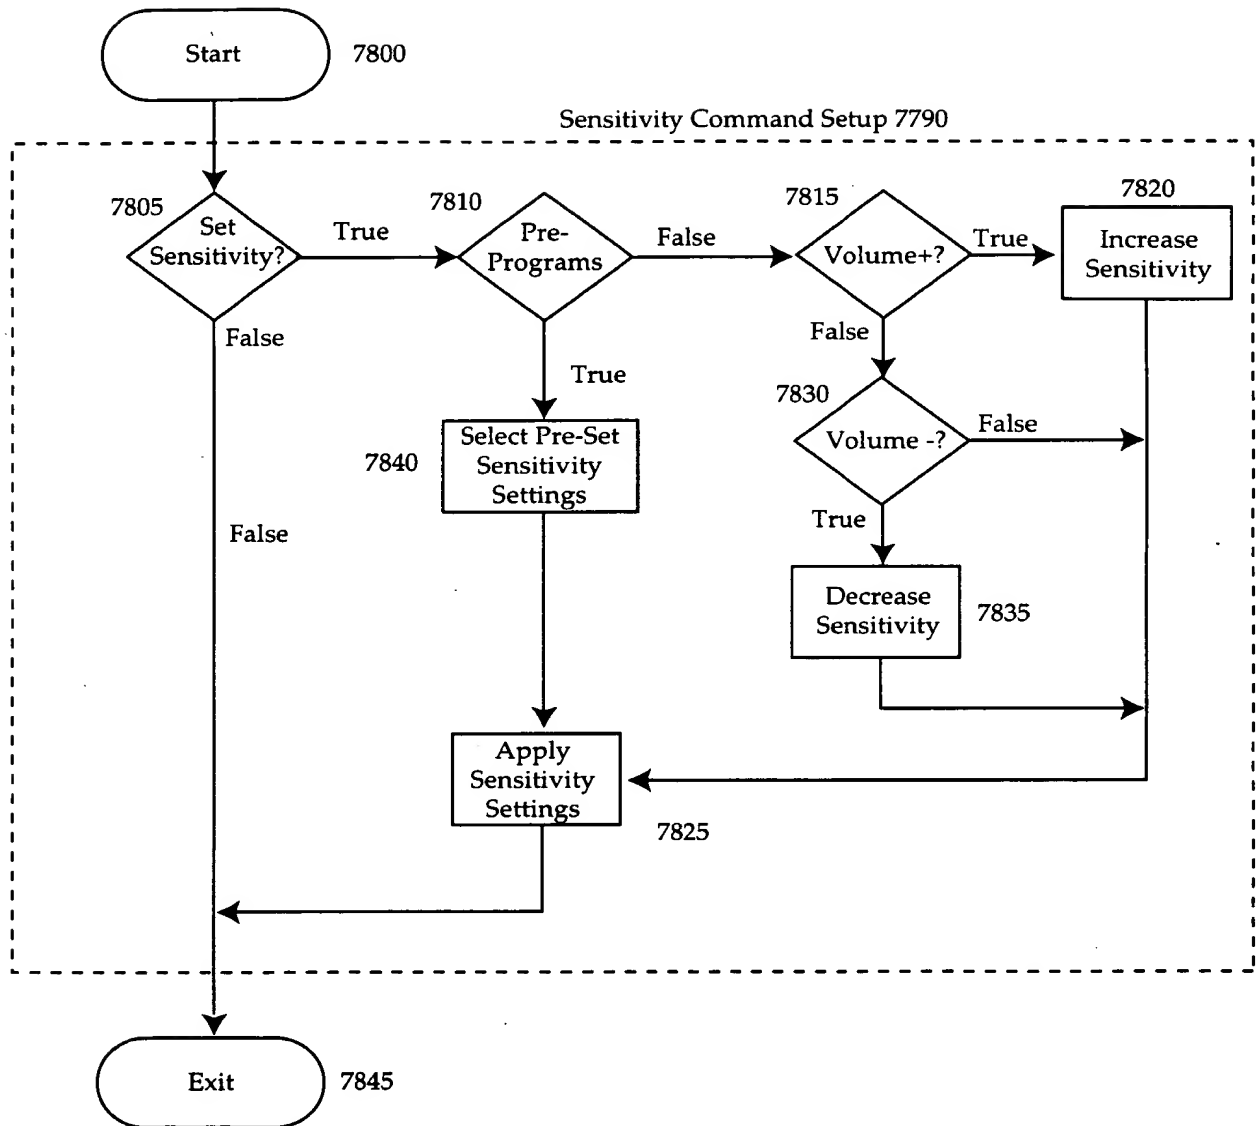 Start
7800
Sensitivity Command Setup 7790
7805
Set
Sensitivity?
True
False
False
7810
Pre-
Programs
False
True
7840
Select Pre-Set
Sensitivity
Settings
7815
Volume+?
True
False
7820
Increase
Sensitivity
7830
Volume -?
False
True
Decrease
Sensitivity
7835
Apply
Sensitivity
Settings
7825
Exit
7845